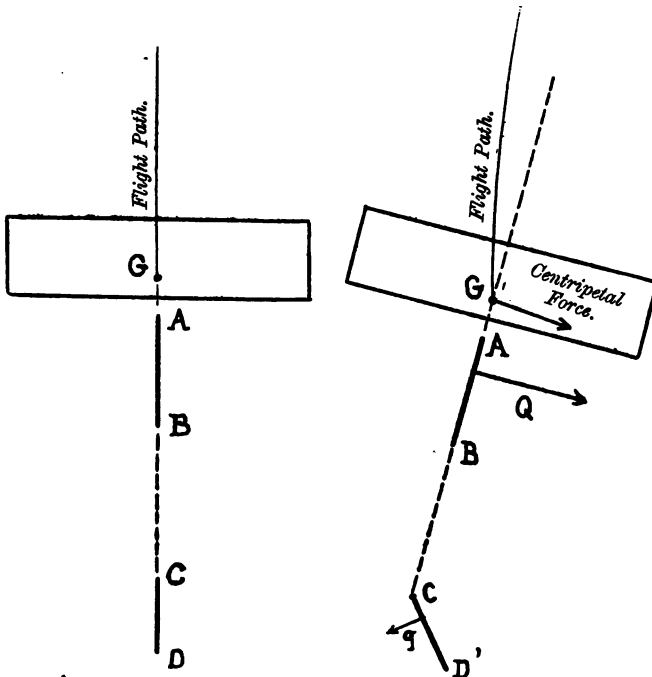 Flight Path.
G
A
B
C
D
Flight Path.
G
Centripetal
Force.
A
Q
B
C
q
D'